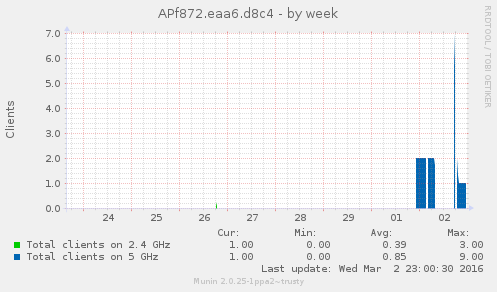 APf872.eaa6.d8c4 - by week
RRDTOOL / TOBI OETIKER
Clients
7.0
6.0
5.0
4.0
3.0
2.0
1.0
0.0
24 25 26 27 28 29 01 02
Cur: Min: Avg: Max:
Total clients on 2.4 GHz 1.00 0.00 0.39 3.00
Total clients on 5 GHz 1.00 0.00 0.85 9.00
Last update: Wed Mar 2 23:00:30 2016
Munin 2.0.25-1ppa2~trusty